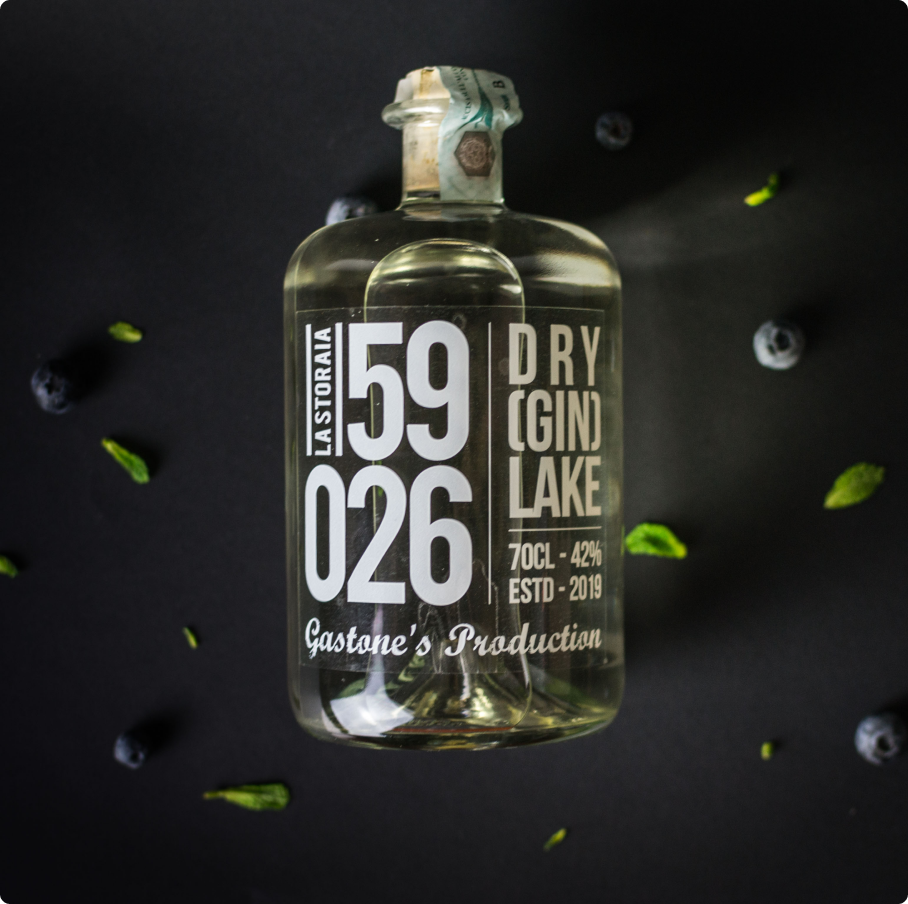 LA STORAIA
59
026
DRY
(GIN)
LAKE
70CL - 42%
ESTD - 2019
Gastone's Production